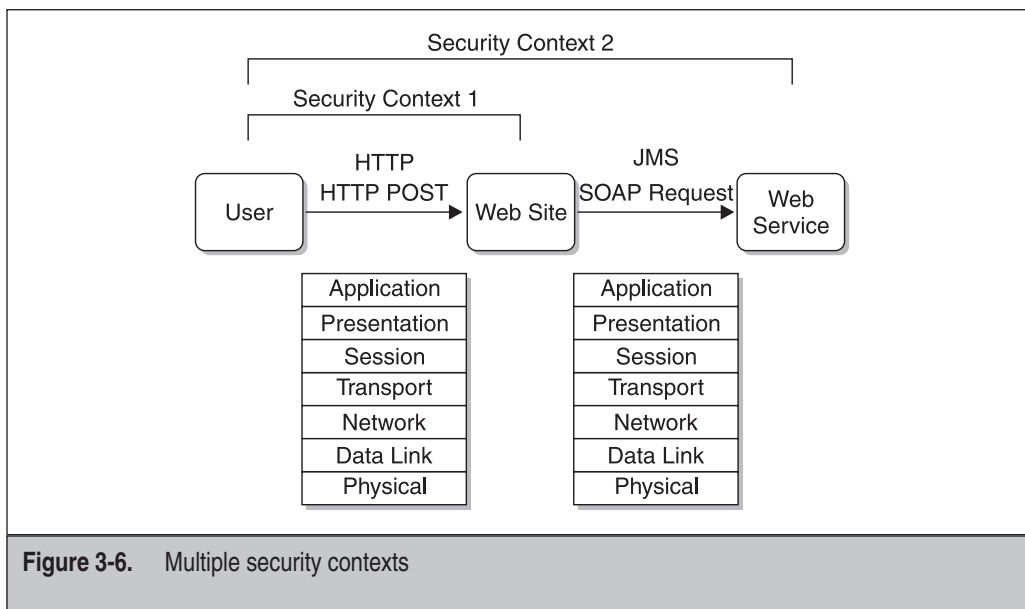 Security Context 2
Security Context 1
HTTP
HTTP POST
JMS
SOAP Request
User
Web Site
Web
Service
Application
Presentation
Session
Transport
Network
Data Link
Physical
Application
Presentation
Session
Transport
Network
Data Link
Physical
Figure 3-6. Multiple security contexts